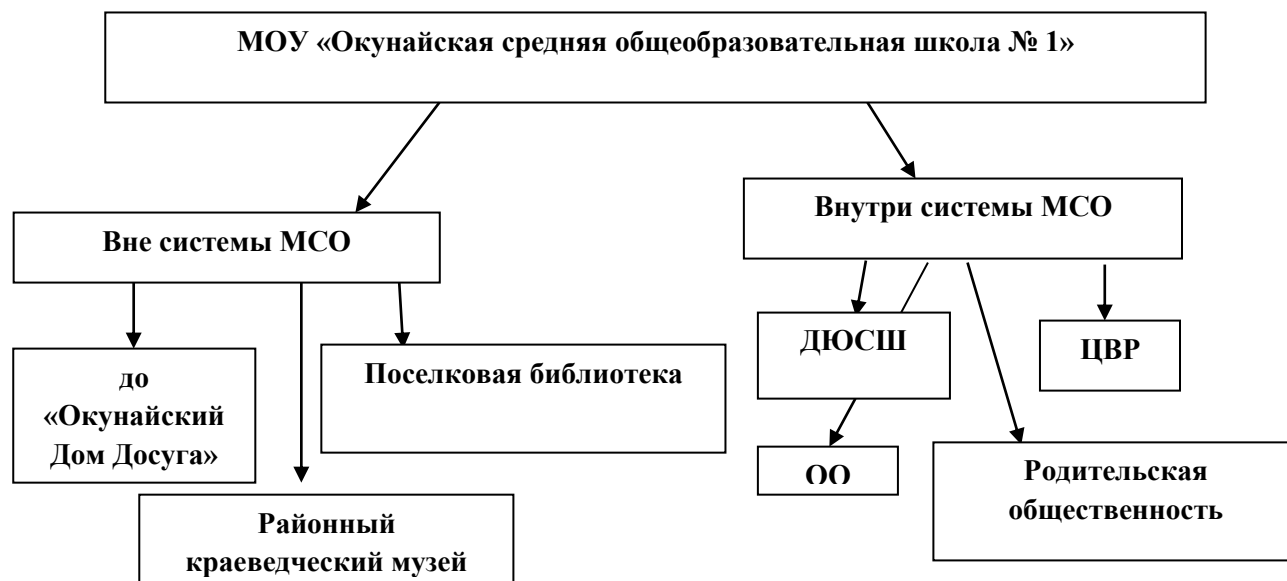 МОУ «Окунайская средняя общеобразовательная школа № 1»
Вне системы МСО
Внутри системы МСО
до
«Окунайский
Дом Досуга»
Поселковая библиотека
Районный
краеведческий музей
ДЮСШ
ОО
ЦВР
Родительская
общественность